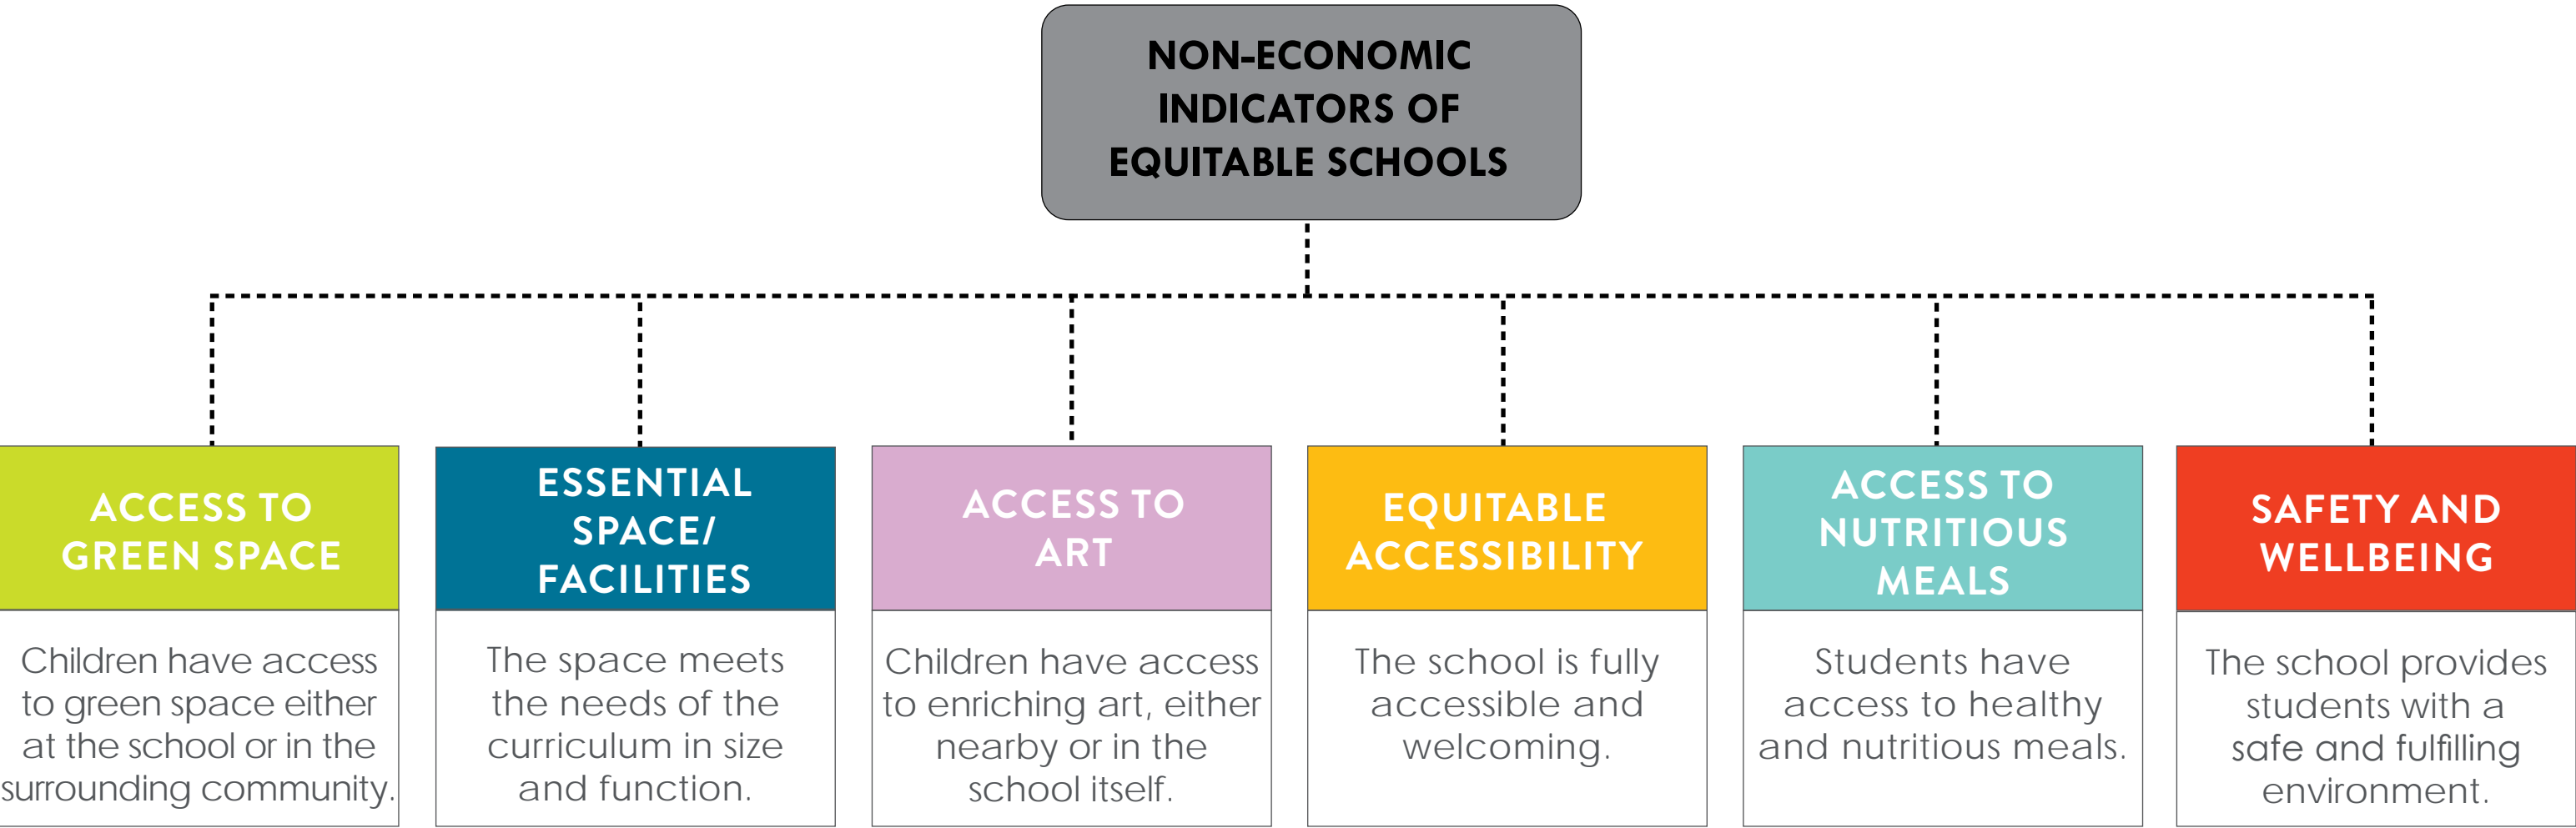 NON-ECONOMIC
INDICATORS OF
EQUITABLE SCHOOLS
ACCESS TO
GREEN SPACE
Children have access
to green space either
at the school or in the
surrounding community.
ESSENTIAL
SPACE/
FACILITIES
The space meets
the needs of the
curriculum in size
and function.
ACCESS TO
ART
Children have access
to enriching art, either
nearby or in the
school itself.
EQUITABLE
ACCESSIBILITY
The school is fully
accessible and
welcoming.
ACCESS TO
NUTRITIOUS
MEALS
Students have
access to healthy
and nutritious meals.
SAFETY AND
WELLBEING
The school provides
students with a
safe and fulfilling
environment.